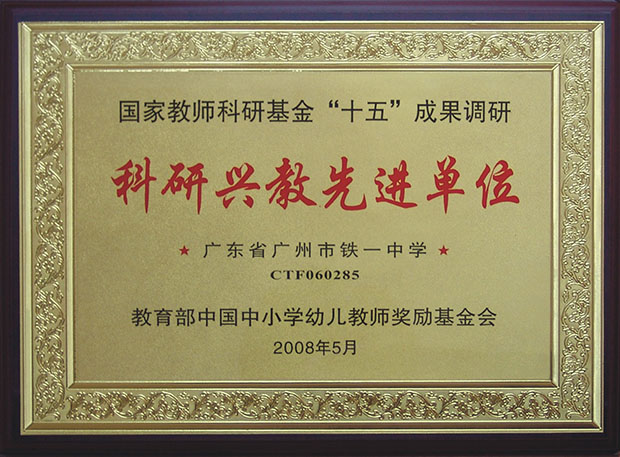 国家教师科研基金“十五”成果调研
科研兴教先进单位
★ 广东省广州市铁一中学 ★
CTF060285
教育部中国中小学幼儿教师奖励基金会
2008年5月